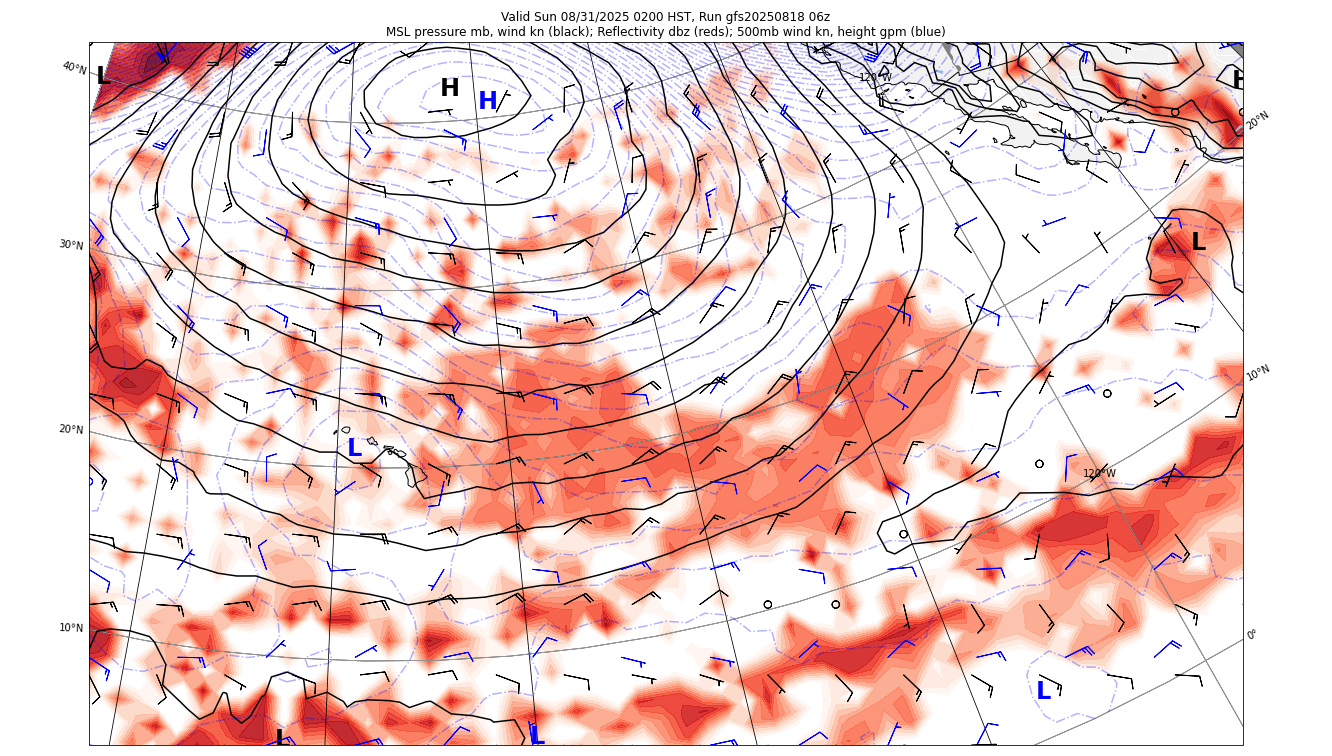 Valid Sun 08/31/2025 0200 HST, Run gfs20250818 06z
MSL pressure mb, wind kn (black); Reflectivity dbz (reds); 500mb wind kn, height gpm (blue)
40°N
L
H
H
120°W
H
20°N
30°N
L
10°N
20°N
L
120°W
10°N
0°
L
L
L